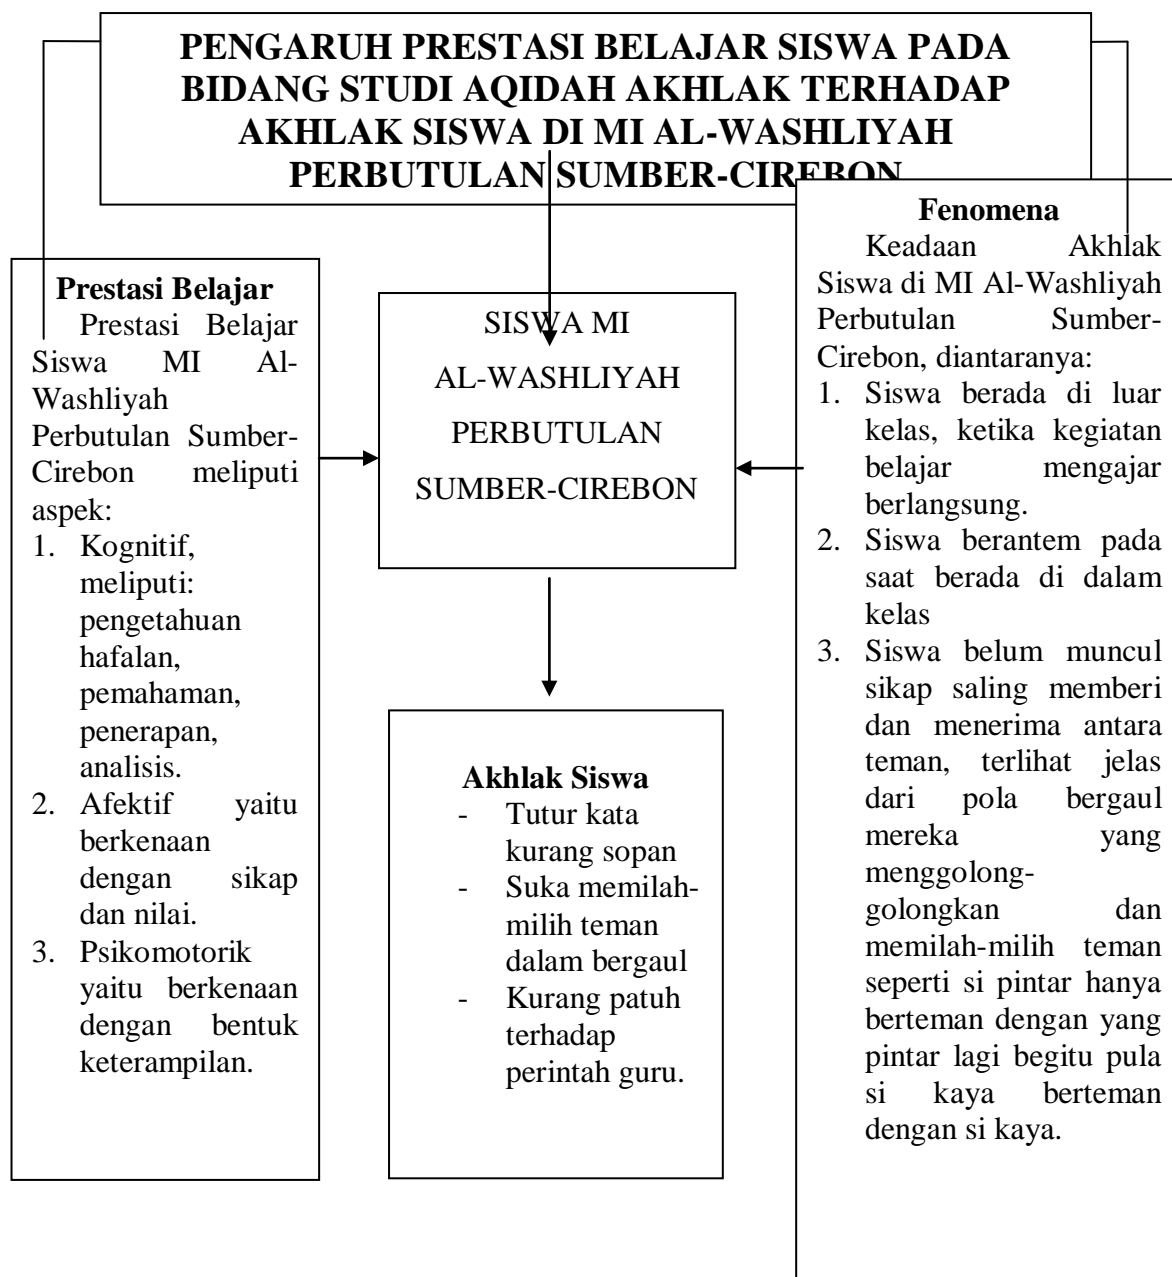 PENGARUH PRESTASI BELAJAR SISWA PADA
BIDANG STUDI AQIDAH AKHLAK TERHADAP
AKHLAK SISWA DI MI AL-WASHLIYAH
PERBUTULAN SUMBER-CIREBON
Prestasi Belajar
Prestasi Belajar
Siswa MI Al-
Washliyah
Perbutulan Sumber-
Cirebon meliputi
aspek:
1. Kognitif,
meliputi:
pengetahuan
hafalan,
pemahaman,
penerapan,
analisis.
2. Afektif yaitu
berkenaan
dengan sikap
dan nilai.
3. Psikomotorik
yaitu berkenaan
dengan bentuk
keterampilan.
SISWA MI
AL-WASHLIYAH
PERBUTULAN
SUMBER-CIREBON
Akhlak Siswa
- Tutur kata
kurang sopan
- Suka memilah-
milih teman
dalam bergaul
- Kurang patuh
terhadap
perintah guru.
Fenomena
Keadaan Akhlak
Siswa di MI Al-Washliyah
Perbutulan Sumber-
Cirebon, diantaranya:
1. Siswa berada di luar
kelas, ketika kegiatan
belajar mengajar
berlangsung.
2. Siswa berantem pada
saat berada di dalam
kelas
3. Siswa belum muncul
sikap saling memberi
dan menerima antara
teman, terlihat jelas
dari pola bergaul
mereka yang
menggolong-
golongkan dan
memilah-milih teman
seperti si pintar hanya
berteman dengan yang
pintar lagi begitu pula
si kaya berteman
dengan si kaya.